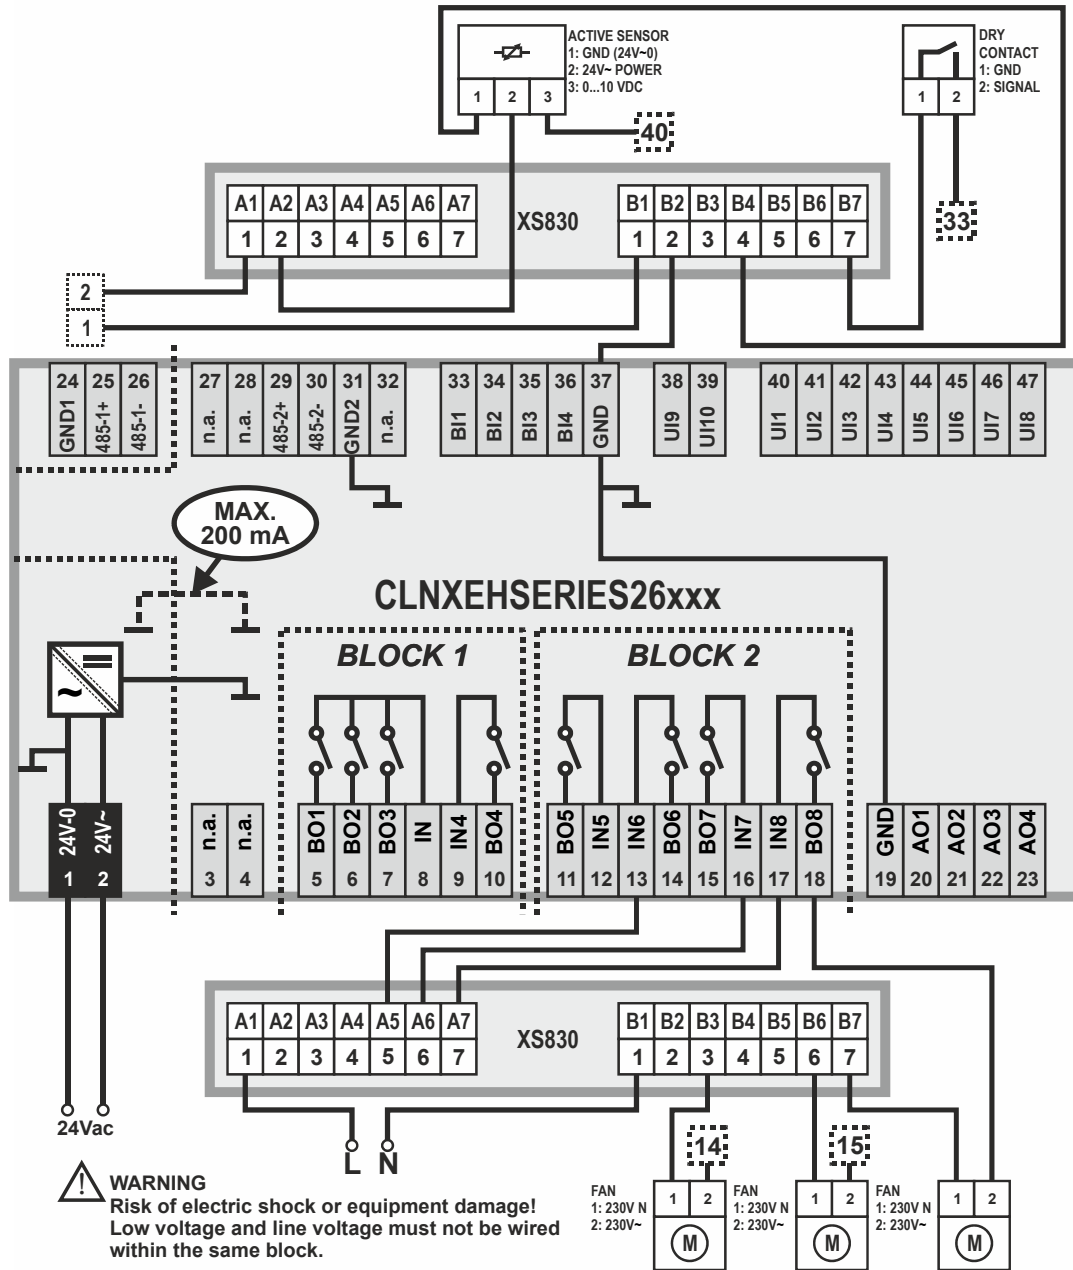 ACTIVE SENSOR
1: GND (24V~0)
2: 24V~ POWER
3: 0...10 VDC
1 2 3
40
DRY
CONTACT
1: GND
2: SIGNAL
1 2
33
A1 A2 A3 A4 A5 A6 A7
1 2 3 4 5 6 7
XS830
B1 B2 B3 B4 B5 B6 B7
1 2 3 4 5 6 7
2
1
24 25 26 27 28 29 30 31 32 33 34 35 36 37 38 39 40 41 42 43 44 45 46 47
GND1 485-1+ 485-1- n.a. n.a. 485-2+ 485-2- GND2 n.a. BI1 BI2 BI3 BI4 GND UI9 UI10 UI1 UI2 UI3 UI4 UI5 UI6 UI7 UI8
MAX.
200 mA
CLNXEHSERIES26xxx
BLOCK 1
BLOCK 2
~
24V-0 24V~ n.a. n.a. BO1 BO2 BO3 IN IN4 BO4 BO5 IN5 IN6 BO6 BO7 IN7 IN8 BO8 GND AO1 AO2 AO3 AO4
1 2 3 4 5 6 7 8 9 10 11 12 13 14 15 16 17 18 19 20 21 22 23
A1 A2 A3 A4 A5 A6 A7
1 2 3 4 5 6 7
XS830
B1 B2 B3 B4 B5 B6 B7
1 2 3 4 5 6 7
24Vac
L N
14
15
WARNING
Risk of electric shock or equipment damage!
Low voltage and line voltage must not be wired
within the same block.
FAN
1: 230V N
2: 230V~
1 2
M
FAN
1: 230V N
2: 230V~
1 2
M
FAN
1: 230V N
2: 230V~
1 2
M